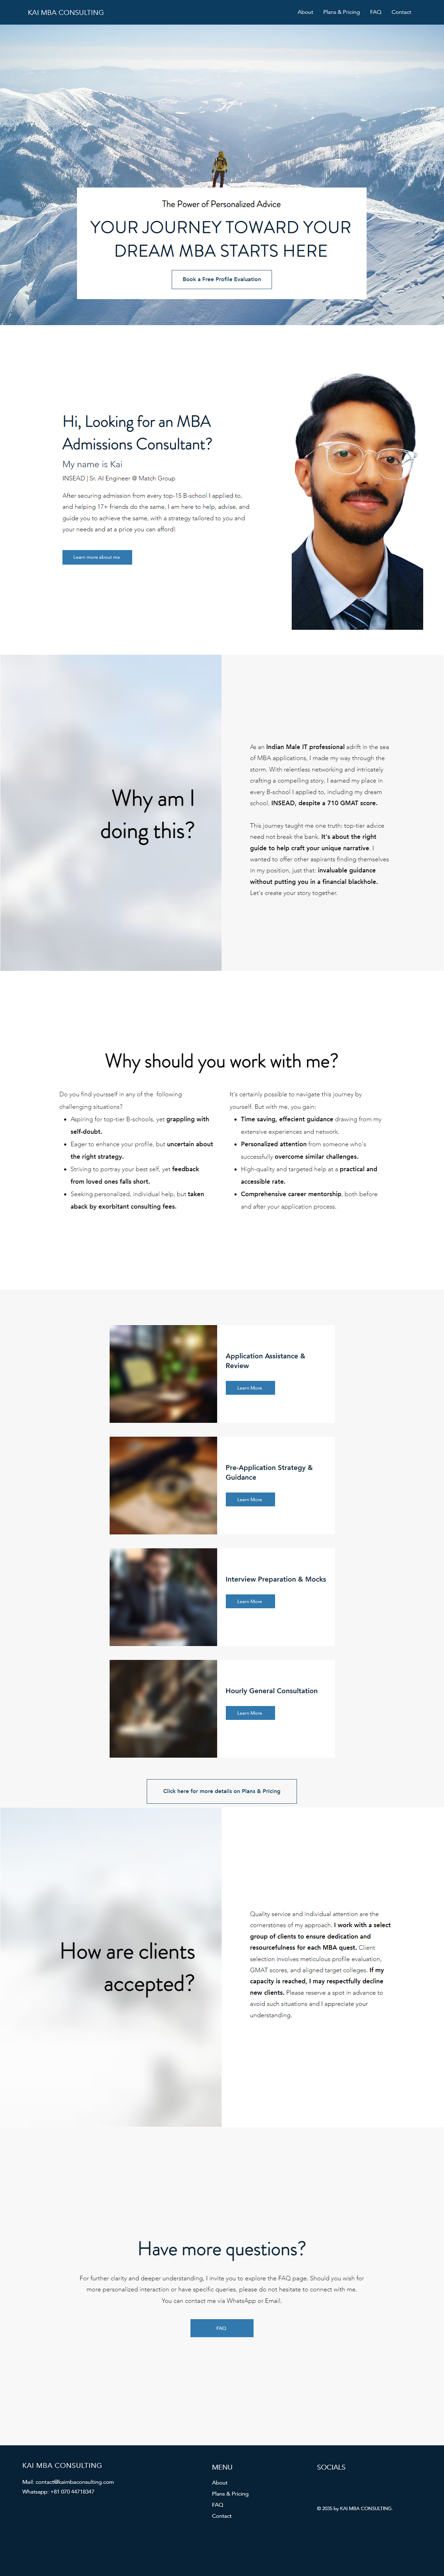 KAI MBA CONSULTING
About Plans & Pricing FAQ Contact
The Power of Personalized Advice
YOUR JOURNEY TOWARD YOUR
DREAM MBA STARTS HERE
Book a Free Profile Evaluation
Hi, Looking for an MBA
Admissions Consultant?
My name is Kai
INSEAD | Sr. AI Engineer @ Match Group
After securing admission from every top-15 B-school I applied to,
and helping 17+ friends do the same, I am here to help, advise, and
guide you to achieve the same, with a strategy tailored to you and
your needs and at a price you can afford!
Learn more about me
Why am I
doing this?
As an Indian Male IT professional adrift in the sea
of MBA applications, I made my way through the
storm. With relentless networking and intricately
crafting a compelling story, I earned my place in
every B-school I applied to, including my dream
school, INSEAD, despite a 710 GMAT score.
This journey taught me one truth: top-tier advice
need not break the bank. It's about the right
guide to help craft your unique narrative. I
wanted to offer other aspirants finding themselves
in my position, just that: invaluable guidance
without putting you in a financial blackhole.
Let's create your story together.
Why should you work with me?
Do you find yourself in any of the following
challenging situations?
• Aspiring for top-tier B-schools, yet grappling with
self-doubt.
• Eager to enhance your profile, but uncertain about
the right strategy.
• Striving to portray your best self, yet feedback
from loved ones falls short.
• Seeking personalized, individual help, but taken
aback by exorbitant consulting fees.
It's certainly possible to navigate this journey by
yourself. But with me, you gain:
• Time saving, effecient guidance drawing from my
extensive experiences and network.
• Personalized attention from someone who's
successfully overcome similar challenges.
• High-quality and targeted help at a practical and
accessible rate.
• Comprehensive career mentorship, both before
and after your application process.
Application Assistance &
Review
Learn More
Pre-Application Strategy &
Guidance
Learn More
Interview Preparation & Mocks
Learn More
Hourly General Consultation
Learn More
Click here for more details on Plans & Pricing
How are clients
accepted?
Quality service and individual attention are the
cornerstones of my approach. I work with a select
group of clients to ensure dedication and
resourcefulness for each MBA quest. Client
selection involves meticulous profile evaluation,
GMAT scores, and aligned target colleges. If my
capacity is reached, I may respectfully decline
new clients. Please reserve a spot in advance to
avoid such situations and I appreciate your
understanding.
Have more questions?
For further clarity and deeper understanding, I invite you to explore the FAQ page. Should you wish for
more personalized interaction or have specific queries, please do not hesitate to connect with me.
You can contact me via WhatsApp or Email.
FAQ
KAI MBA CONSULTING
Mail: contact@kaimbaconsulting.com
Whatsapp: +81 070 44718347
MENU
About
Plans & Pricing
FAQ
Contact
SOCIALS
© 2035 by KAI MBA CONSULTING.